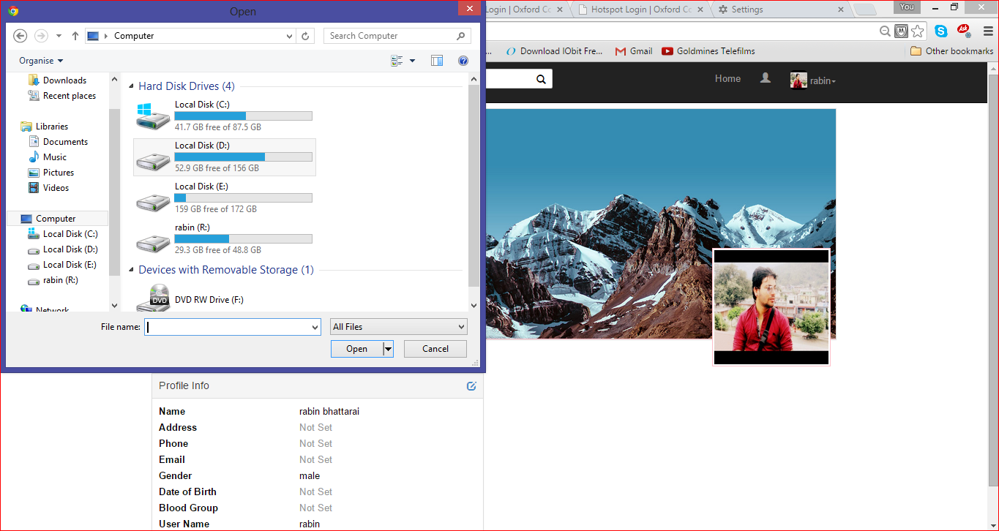 Open
Computer
Search Computer
Organise
Downloads
Recent places
Libraries
Documents
Music
Pictures
Videos
Computer
Local Disk (C:)
Local Disk (D:)
Local Disk (E:)
rabin (R:)
Network
Hard Disk Drives (4)
Local Disk (C:)
41.7 GB free of 87.5 GB
Local Disk (D:)
52.9 GB free of 156 GB
Local Disk (E:)
159 GB free of 172 GB
rabin (R:)
29.3 GB free of 48.8 GB
Devices with Removable Storage (1)
DVD
DVD RW Drive (F:)
File name:
All Files
Open
Cancel
Login | Oxford Co
Hotspot Login | Oxford Co
Settings
You
Ask
... Download IObit Fre... Gmail Goldmines Telefilms Other bookmarks
Home
rabin
Profile Info
Name rabin bhattarai
Address Not Set
Phone Not Set
Email Not Set
Gender male
Date of Birth Not Set
Blood Group Not Set
User Name rabin